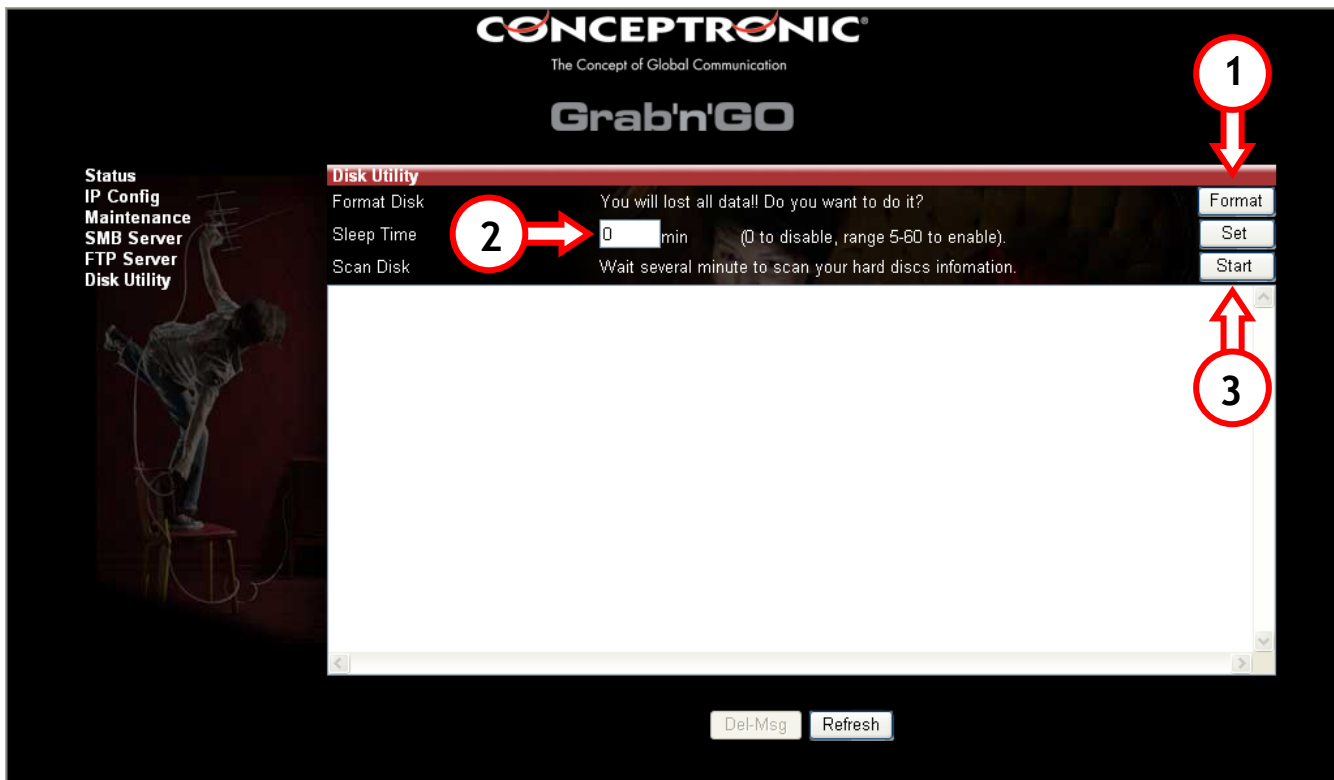 CONCEPTRONIC®
The Concept of Global Communication
Grab'n'GO
1
Status
IP Config
Maintenance
SMB Server
FTP Server
Disk Utility
Disk Utility
Format Disk You will lost all data!! Do you want to do it? Format
Sleep Time 2 0 min (0 to disable, range 5-60 to enable). Set
Scan Disk Wait several minute to scan your hard discs infomation. Start
3
Del-Msg Refresh